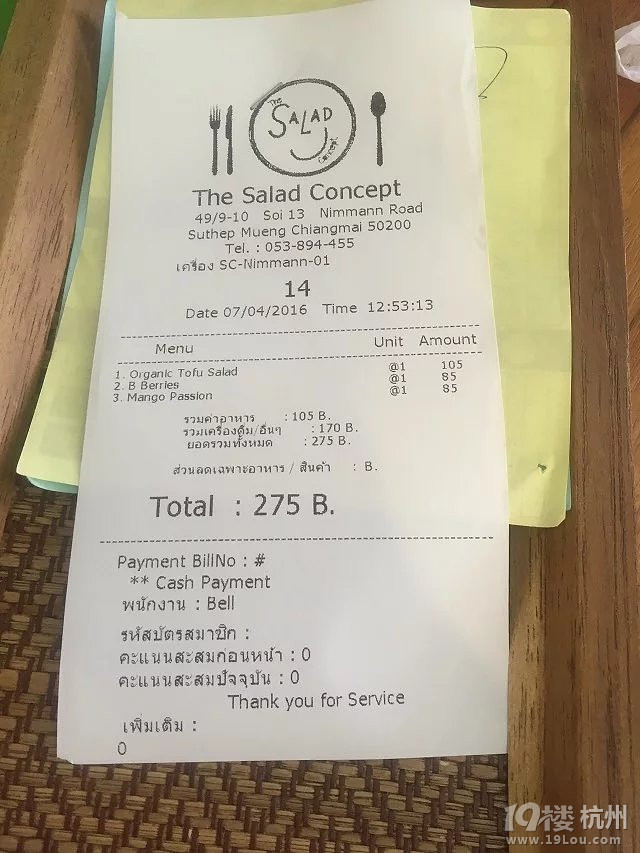 The
SALAD
Concept
The Salad Concept
49/9-10 Soi 13 Nimmann Road
Suthep Mueng Chiangmai 50200
Tel. : 053-894-455
เครื่อง SC-Nimmann-01
14
Date 07/04/2016 Time 12:53:13
Menu Unit Amount
1. Organic Tofu Salad @1 105
2. B Berries @1 85
3. Mango Passion @1 85
รวมค่าอาหาร : 105 B.
รวมเครื่องดื่ม/อื่นๆ : 170 B.
ยอดรวมทั้งหมด : 275 B.
ส่วนลดเฉพาะอาหาร / สินค้า : B.
Total : 275 B.
Payment BillNo : #
** Cash Payment
พนักงาน : Bell
รหัสบัตรสมาชิก :
คะแนนสะสมก่อนหน้า : 0
คะแนนสะสมปัจจุบัน : 0
Thank you for Service
เพิ่มเติม :
0
19楼 杭州
www.19Lou.com